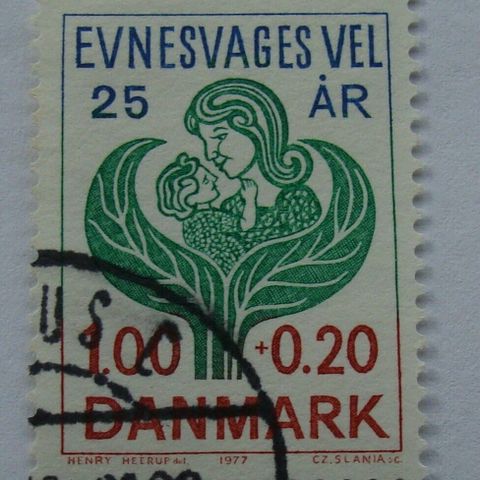 EVNESVAGES VEL
25 ÅR
1.00 +0.20
DANMARK
HENRY HEERUP del. 1977 CZ. SLANIA sc.